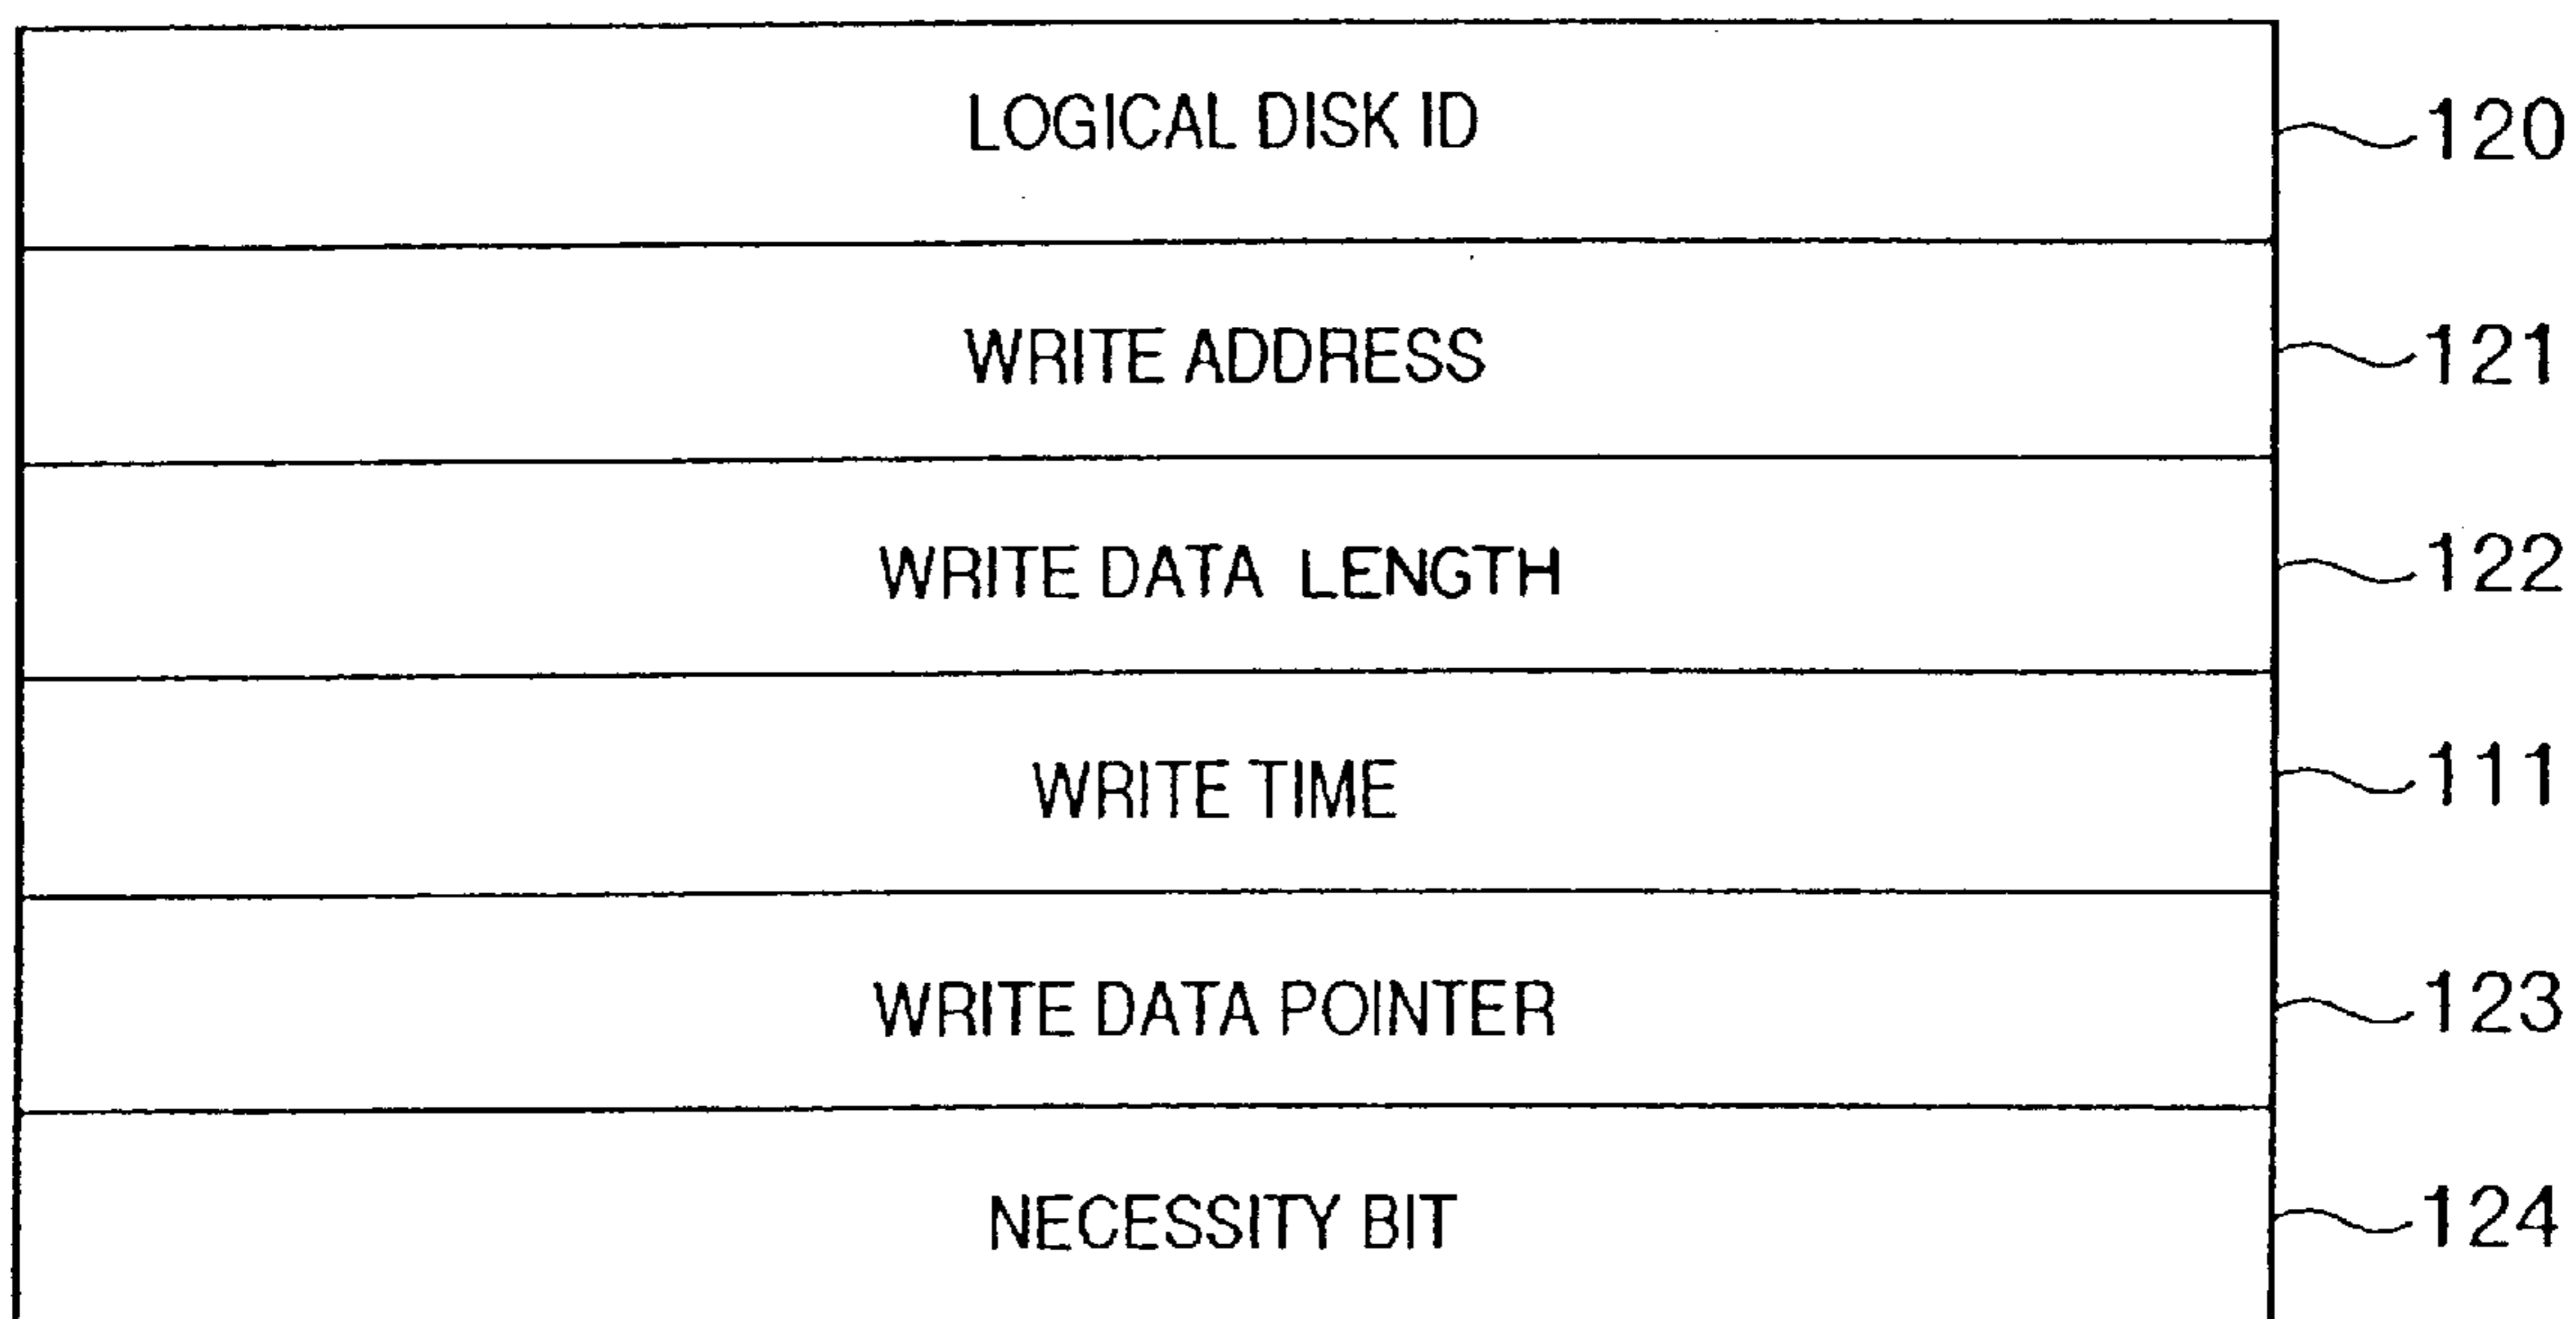 LOGICAL DISK ID 120
WRITE ADDRESS 121
WRITE DATA LENGTH 122
WRITE TIME 111
WRITE DATA POINTER 123
NECESSITY BIT 124